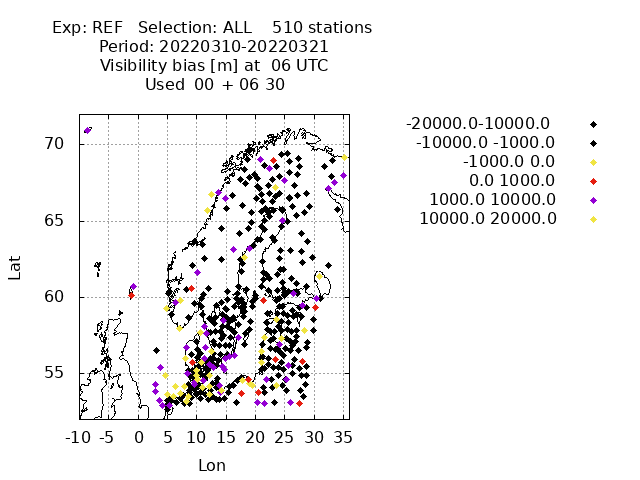 Exp: REF   Selection: ALL    510 stations
Period: 20220310-20220321
Visibility bias [m] at  06 UTC
Used  00 + 06 30
-20000.0-10000.0
-10000.0 -1000.0
-1000.0 0.0
0.0 1000.0
1000.0 10000.0
10000.0 20000.0
70
65
60
55
Lat
-10 -5 0 5 10 15 20 25 30 35
Lon